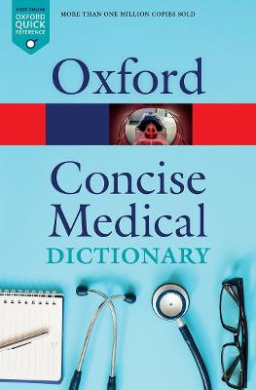 OXFORD
QUICK
REFERENCE
MORE THAN ONE MILLION COPIES SOLD
Oxford
Concise
Medical
DICTIONARY